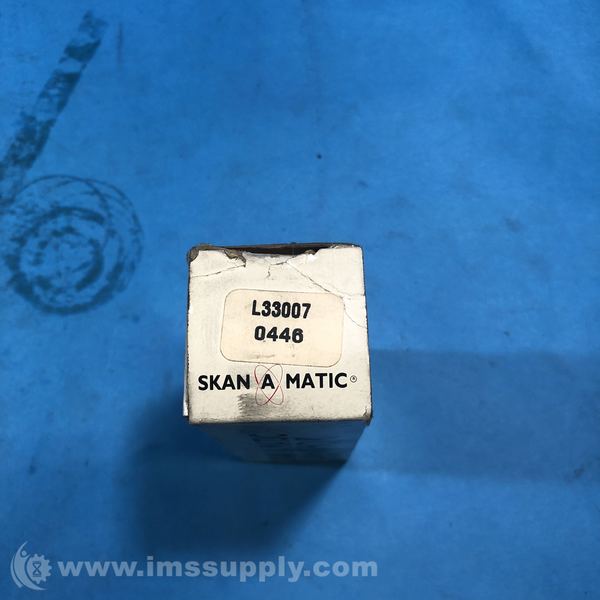 L33007
0446
SKAN A MATIC®
www.imssupply.com